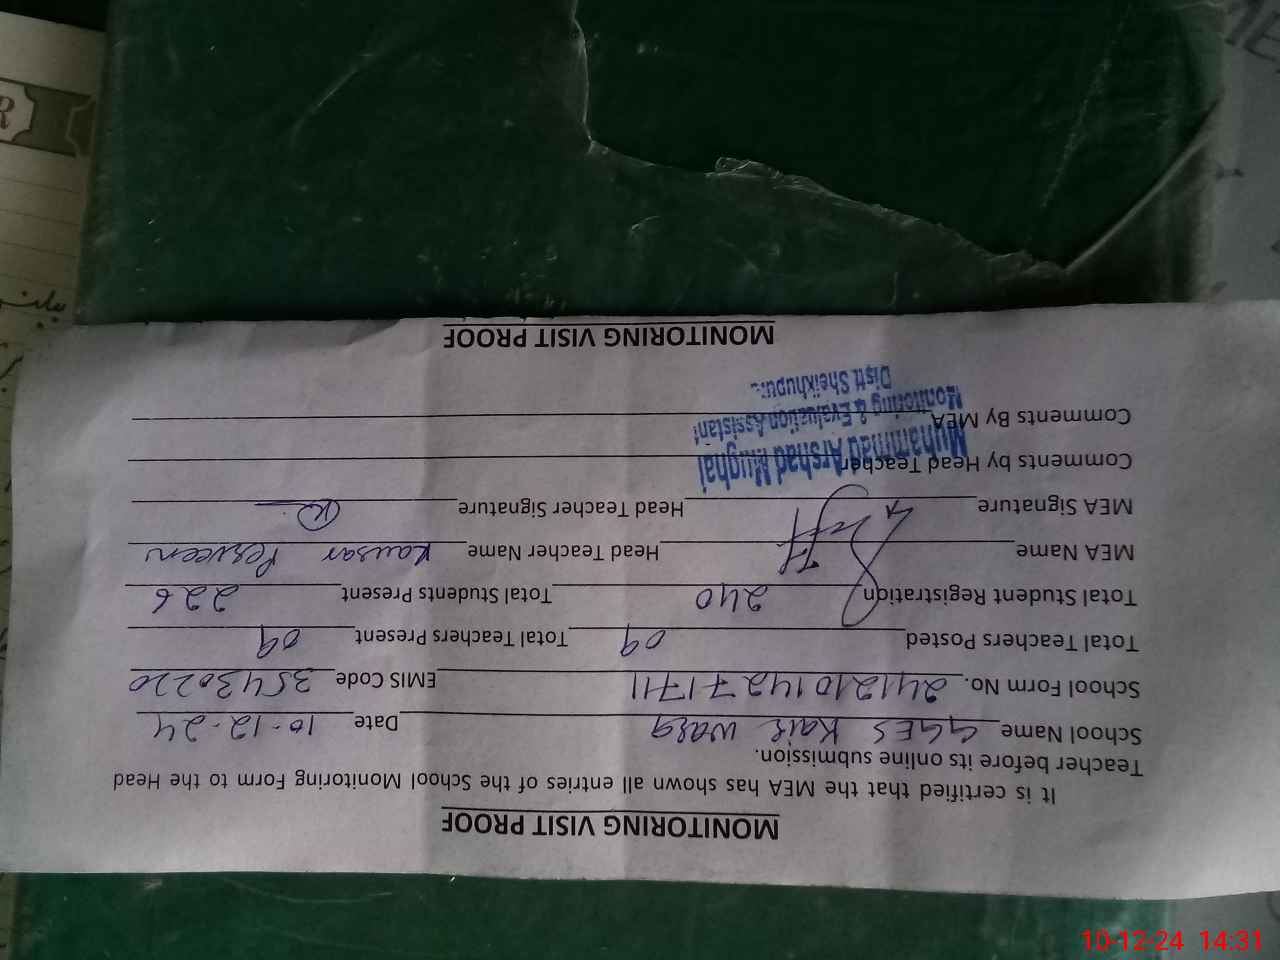 MONITORING VISIT PROOF
It is certified that the MEA has shown all entries of the School Monitoring Form to the Head
Teacher before its online submission.
School Name GGES Kair wara Date 10-12-24
School Form No. 24121014271711 EMIS Code 35430220
Total Teachers Posted 09 Total Teachers Present 09
Total Student Registration 240 Total Students Present 226
MEA Name Head Teacher Name Kausar Perveen
MEA Signature Head Teacher Signature
Comments by Head Teacher
Muhammad Arshad Mughal
Comments By MEA
Monitoring & Evaluation Assistant
Distt Sheikhupur
MONITORING VISIT PROOF
10-12-24 14:31